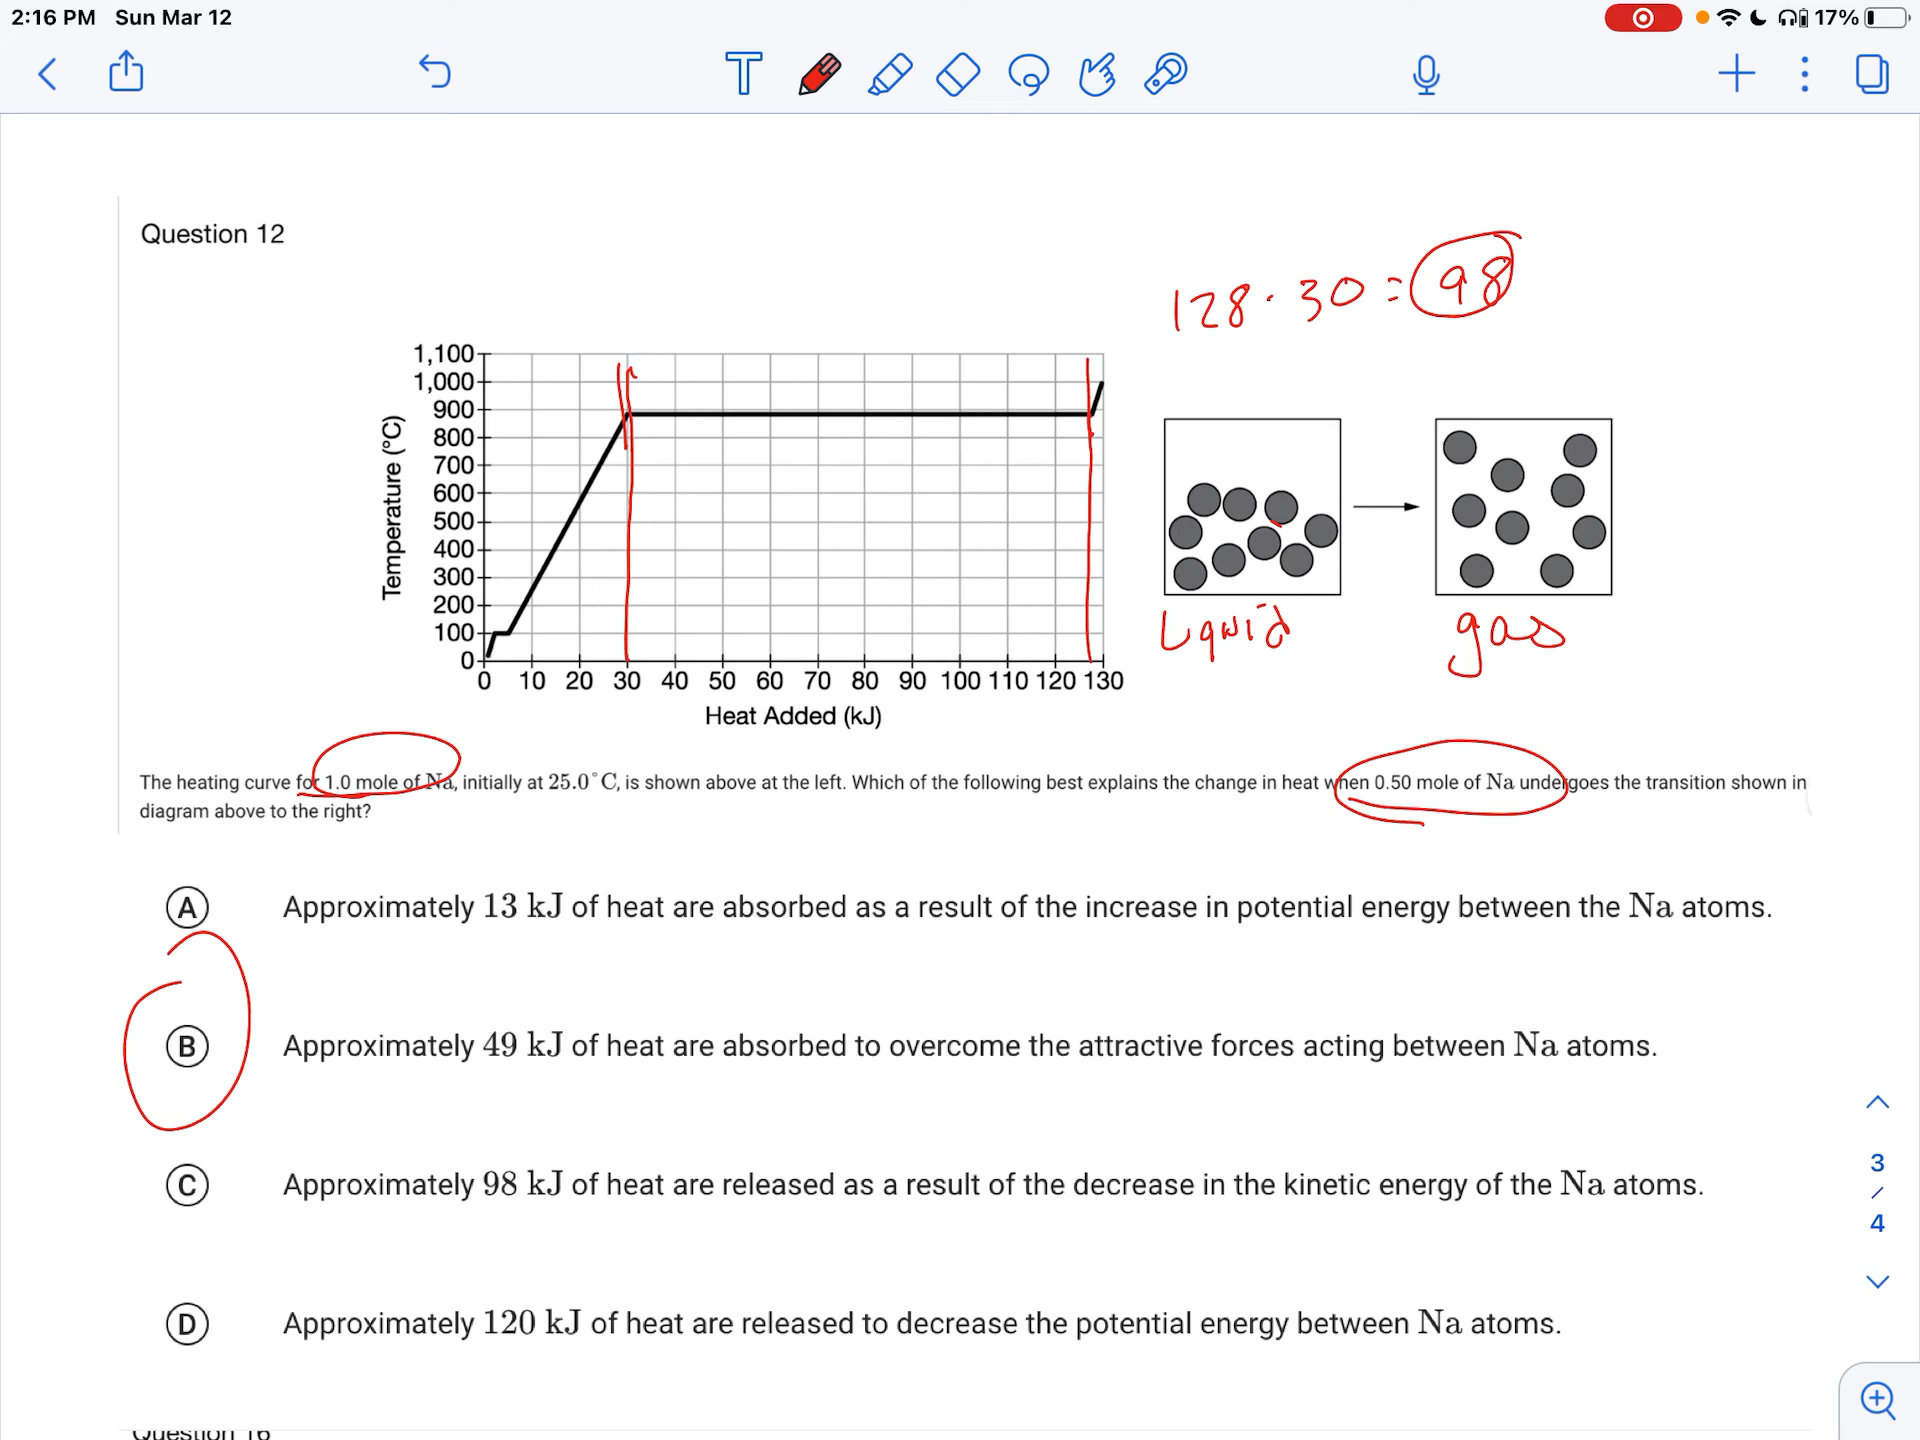 2:16 PM Sun Mar 12
17%
T
Question 12
128 · 30 = 98
1,100
1,000
900
800
700
600
500
400
300
200
100
0
Temperature (°C)
0 10 20 30 40 50 60 70 80 90 100 110 120 130
Heat Added (kJ)
Lquid
gas
The heating curve for 1.0 mole of Na, initially at 25.0°C, is shown above at the left. Which of the following best explains the change in heat when 0.50 mole of Na undergoes the transition shown in
diagram above to the right?
A Approximately 13 kJ of heat are absorbed as a result of the increase in potential energy between the Na atoms.
B Approximately 49 kJ of heat are absorbed to overcome the attractive forces acting between Na atoms.
C Approximately 98 kJ of heat are released as a result of the decrease in the kinetic energy of the Na atoms.
D Approximately 120 kJ of heat are released to decrease the potential energy between Na atoms.
3
/
4
Question 16